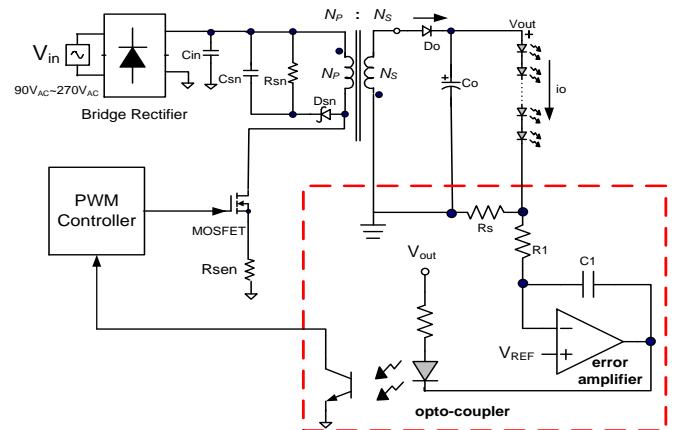 NP : NS
Vout
+
Do
Vin
Cin
Csn
Rsn
NP
NS
Co
io
90VAC~270VAC
Bridge Rectifier
Dsn
PWM
Controller
MOSFET
Rs
R1
C1
Rsen
Vout
VREF
error
amplifier
opto-coupler